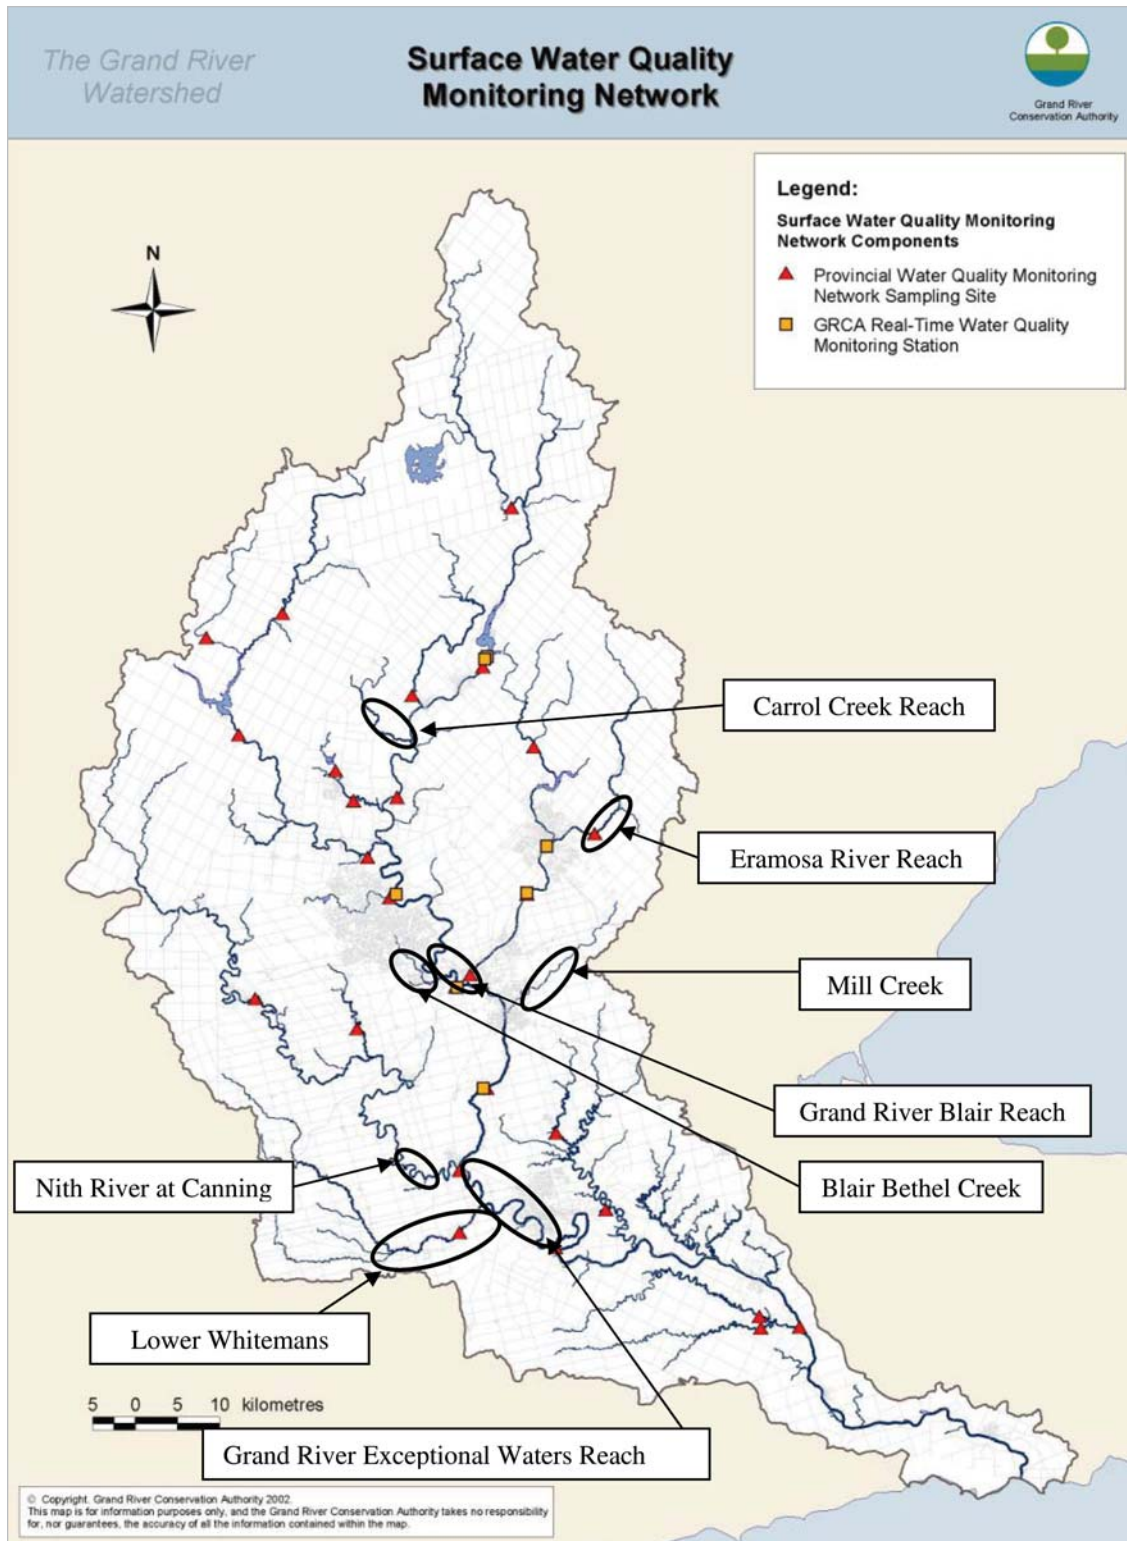 The Grand River
Watershed
Surface Water Quality
Monitoring Network
Grand River
Conservation Authority
Legend:
Surface Water Quality Monitoring
Network Components
Provincial Water Quality Monitoring
Network Sampling Site
GRCA Real-Time Water Quality
Monitoring Station
N
Carrol Creek Reach
Eramosa River Reach
Mill Creek
Grand River Blair Reach
Nith River at Canning
Blair Bethel Creek
Lower Whitemans
5 0 5 10 kilometres
Grand River Exceptional Waters Reach
© Copyright. Grand River Conservation Authority 2002.
This map is for information purposes only, and the Grand River Conservation Authority takes no responsibility
for, nor guarantees, the accuracy of all the information contained within the map.